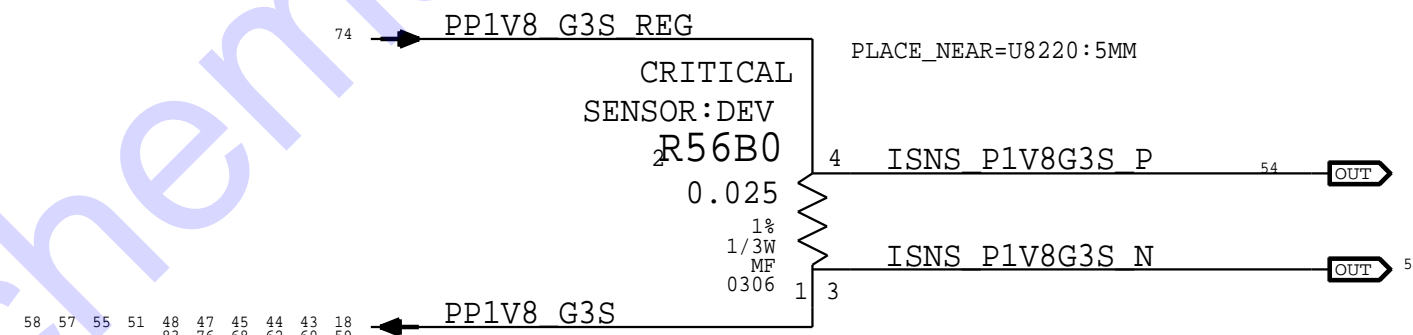 PP1V8_G3S_REG
74
PLACE_NEAR=U8220:5MM
CRITICAL
SENSOR:DEV
2
R56B0
4
ISNS_P1V8G3S_P
54
OUT
0.025
1%
1/3W
MF
0306
ISNS_P1V8G3S_N
OUT
5
1
3
PP1V8_G3S
58 57 55 51 48 47 45 44 43 18